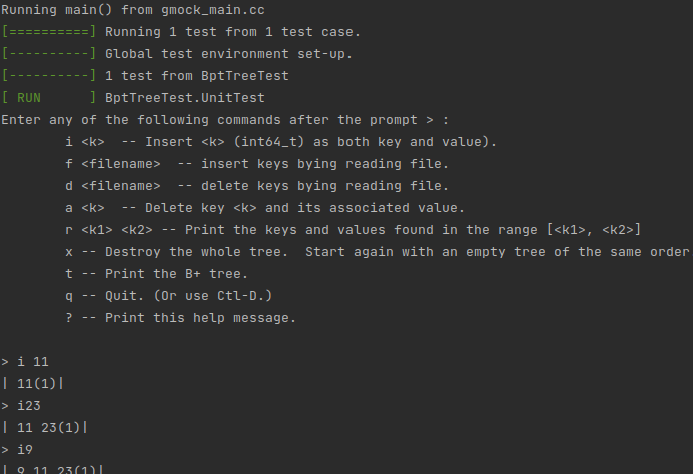 Running main() from gmock_main.cc
[==========] Running 1 test from 1 test case.
[----------] Global test environment set-up.
[----------] 1 test from BptTreeTest
[ RUN      ] BptTreeTest.UnitTest
Enter any of the following commands after the prompt > :
        i <k>  -- Insert <k> (int64_t) as both key and value).
        f <filename>  -- insert keys bying reading file.
        d <filename>  -- delete keys bying reading file.
        a <k>  -- Delete key <k> and its associated value.
        r <k1> <k2> -- Print the keys and values found in the range [<k1>, <k2>]
        x -- Destroy the whole tree.  Start again with an empty tree of the same order
        t -- Print the B+ tree.
        q -- Quit. (Or use Ctl-D.)
        ? -- Print this help message.

> i 11
| 11(1)|
> i23
| 11 23(1)|
> i9
| 9 11 23(1)|